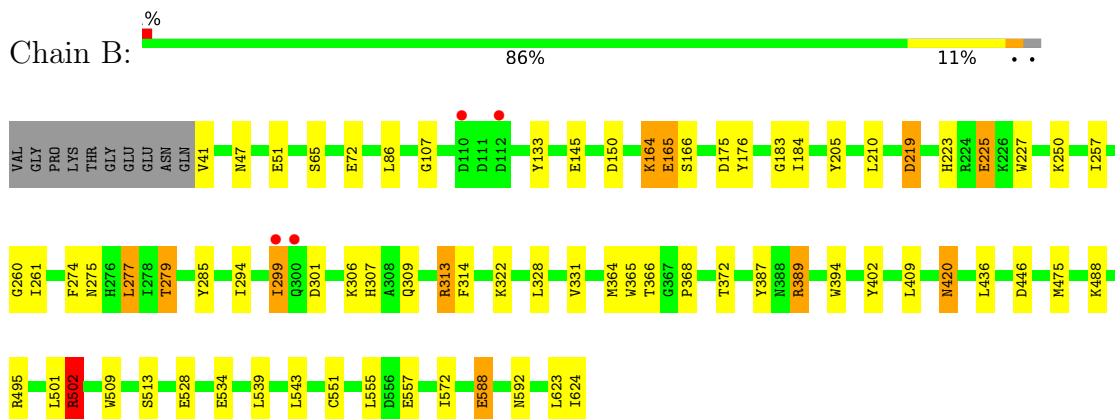 .%
Chain B:
86% 11% . .
VAL GLY PRO LYS THR GLY GLU GLU ASN GLN V41 N47 E51 S65 E72 L86 G107 D110 D111 D112 Y133 E145 D150 K164 E165 S166 D175 Y176 G183 I184 Y205 L210 D219 H223 R224 E225 K226 W227 K250 I257
G260 I261 F274 N275 H276 L277 I278 T279 Y285 I294 I299 Q300 D301 K306 H307 A308 Q309 R313 F314 K322 L328 V331 M364 W365 T366 G367 P368 T372 Y387 N388 R389 W394 Y402 L409 N420 L436 D446 M475 K488
R495 L501 R502 W509 S513 E528 E534 L539 L543 C551 L555 D556 E557 I572 E588 N592 L623 I624